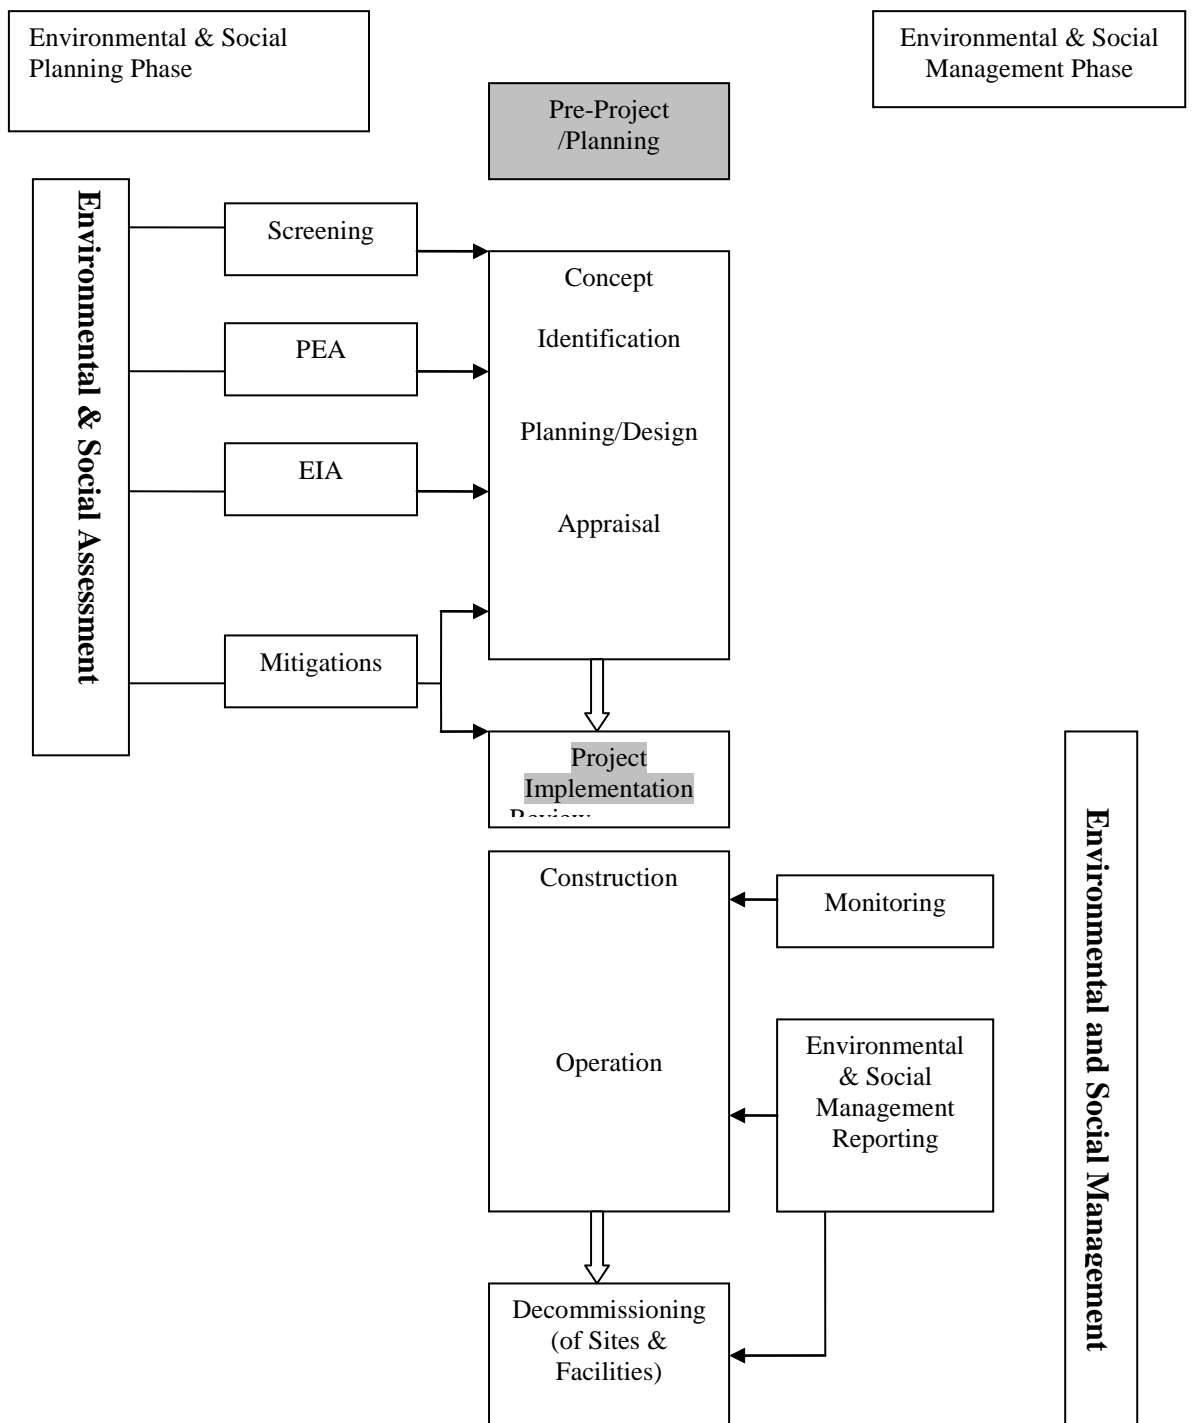 Environmental & Social
Planning Phase
Environmental & Social
Management Phase
Pre-Project
/Planning
Environmental & Social Assessment
Screening
PEA
EIA
Mitigations
Concept
Identification
Planning/Design
Appraisal
Project
Implementation
Review
Construction
Operation
Monitoring
Environmental
& Social
Management
Reporting
Environmental and Social Management
Decommissioning
(of Sites &
Facilities)